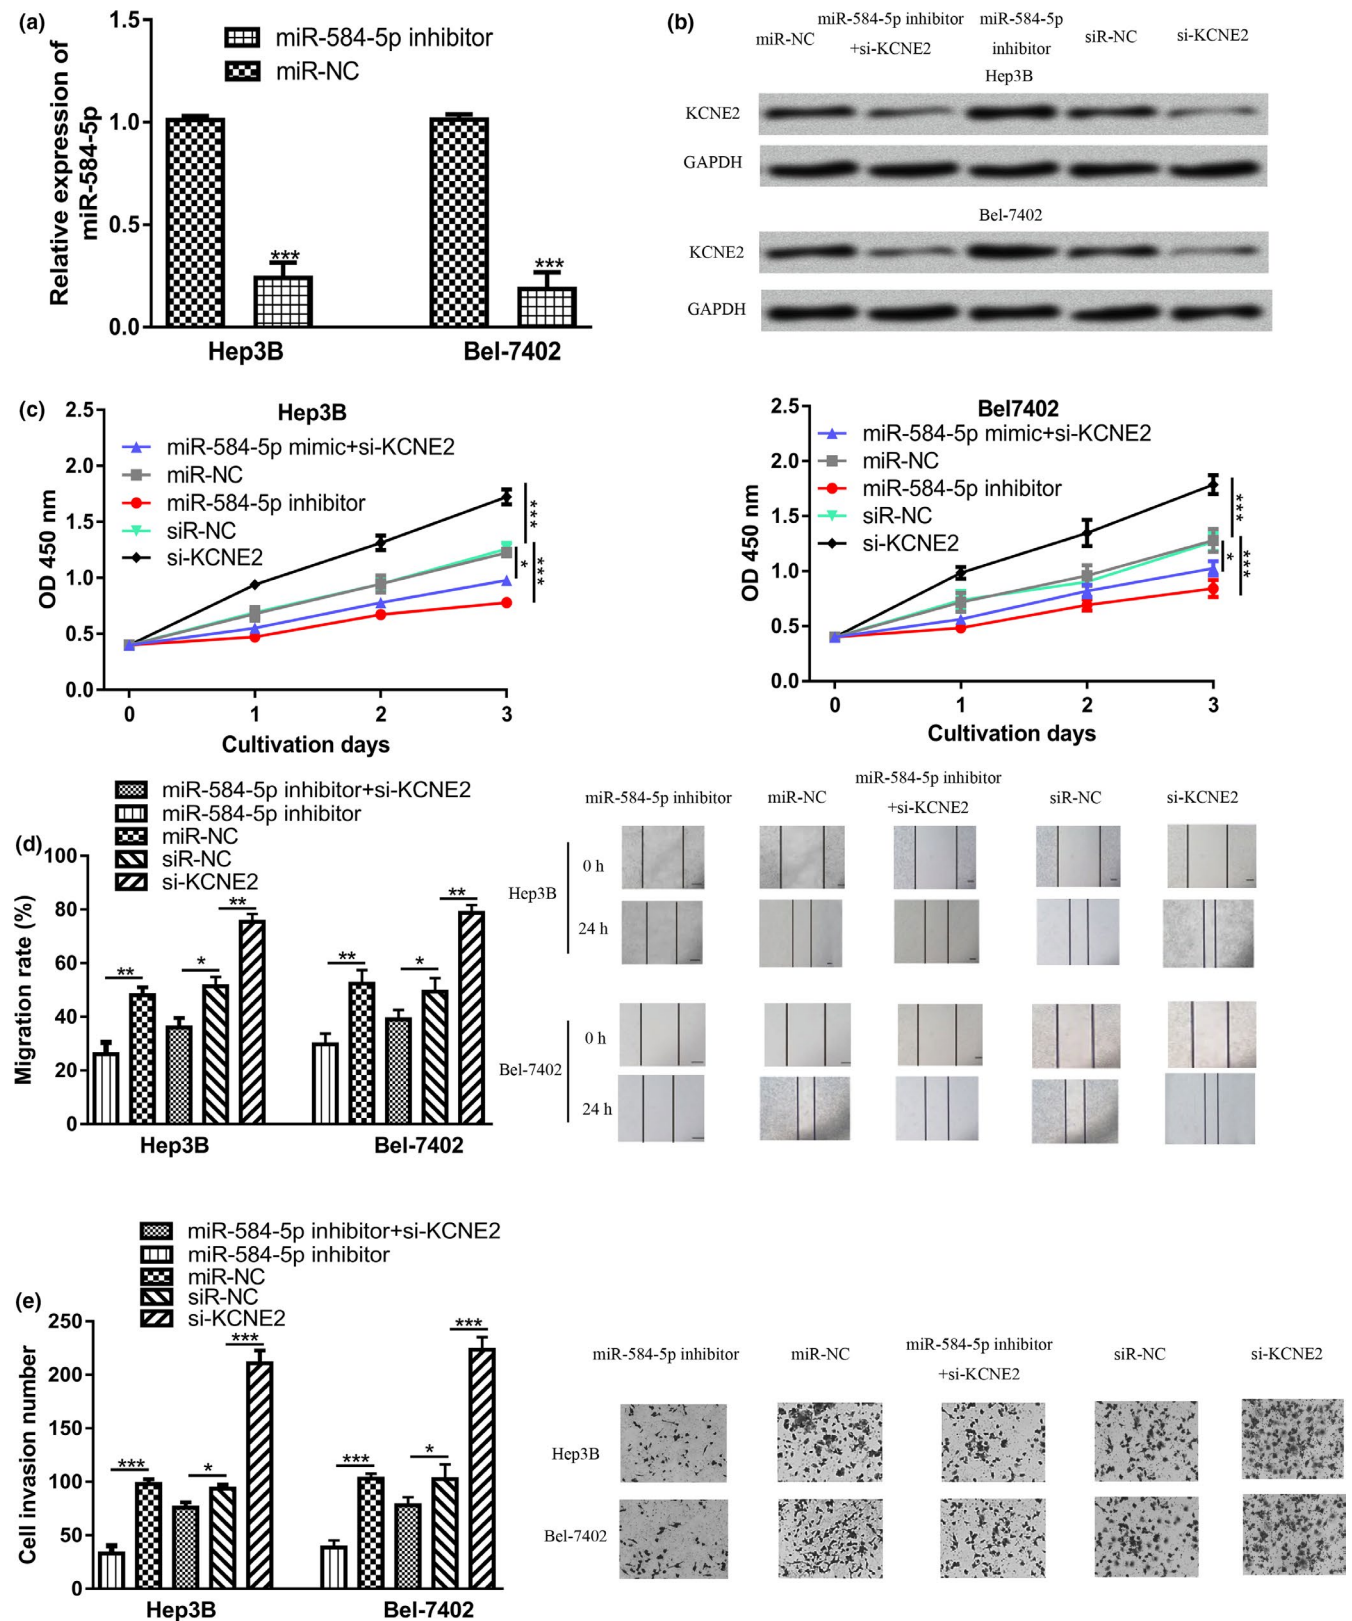 (a)
Relative expression of
miR-584-5p
1.5
1.0
0.5
0.0
miR-584-5p inhibitor
miR-NC
***
***
Hep3B
Bel-7402
(b)
miR-NC
miR-584-5p inhibitor
+si-KCNE2
miR-584-5p
inhibitor
siR-NC
si-KCNE2
Hep3B
KCNE2
GAPDH
Bel-7402
KCNE2
GAPDH
(c)
Hep3B
OD 450 nm
2.5
2.0
1.5
1.0
0.5
0.0
miR-584-5p mimic+si-KCNE2
miR-NC
miR-584-5p inhibitor
siR-NC
si-KCNE2
***
*
***
0
1
2
3
Cultivation days
Bel7402
OD 450 nm
2.5
2.0
1.5
1.0
0.5
0.0
miR-584-5p mimic+si-KCNE2
miR-NC
miR-584-5p inhibitor
siR-NC
si-KCNE2
***
*
***
0
1
2
3
Cultivation days
(d)
miR-584-5p inhibitor+si-KCNE2
miR-584-5p inhibitor
miR-NC
siR-NC
si-KCNE2
Migration rate (%)
100
80
60
40
20
0
**
*
**
**
*
**
Hep3B
Bel-7402
miR-584-5p inhibitor
miR-NC
miR-584-5p inhibitor
+si-KCNE2
siR-NC
si-KCNE2
Hep3B
0 h
24 h
Bel-7402
0 h
24 h
(e)
miR-584-5p inhibitor+si-KCNE2
miR-584-5p inhibitor
miR-NC
siR-NC
si-KCNE2
Cell invasion number
250
200
150
100
50
0
***
*
***
***
*
***
Hep3B
Bel-7402
miR-584-5p inhibitor
miR-NC
miR-584-5p inhibitor
+si-KCNE2
siR-NC
si-KCNE2
Hep3B
Bel-7402